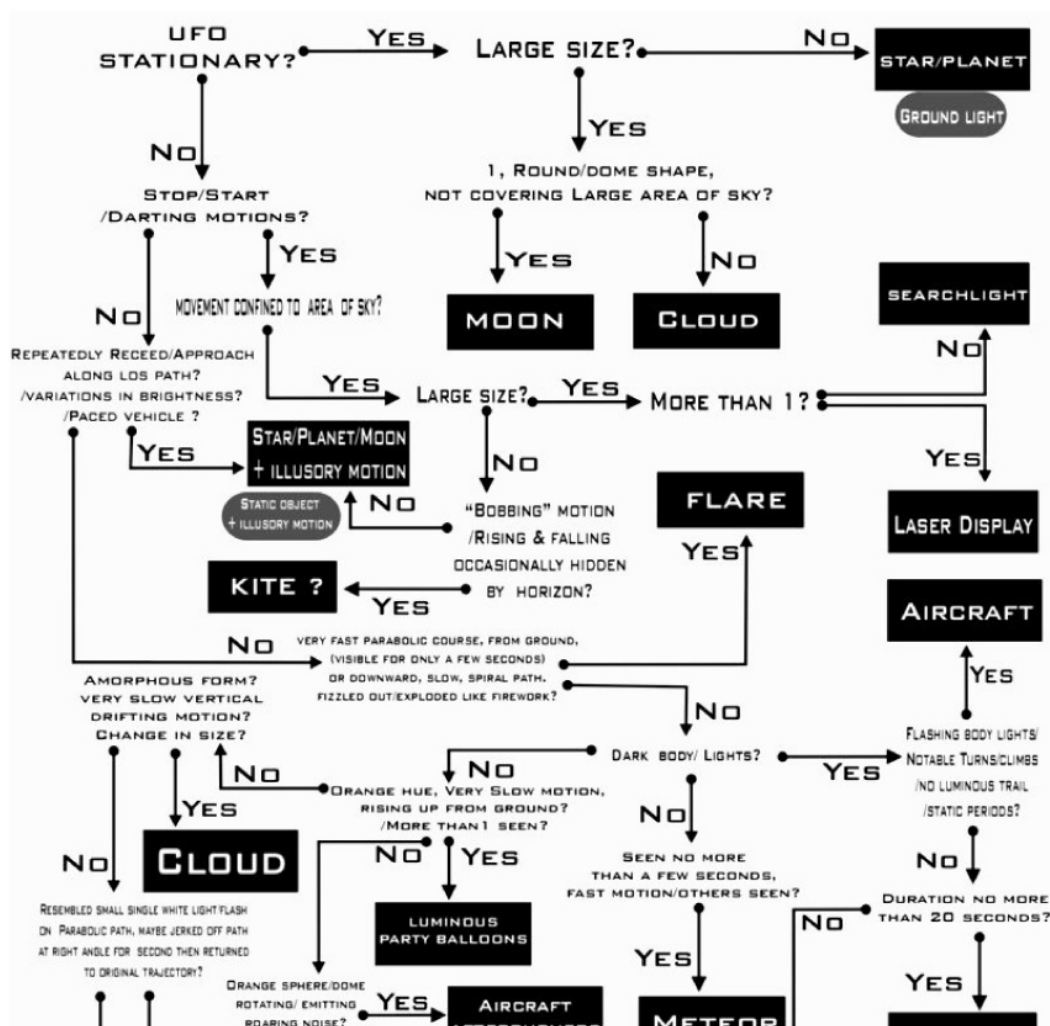 UFO
STATIONARY?
YES
LARGE SIZE?
NO
STAR/PLANET
GROUND LIGHT
NO
YES
STOP/START
/DARTING MOTIONS?
1, ROUND/DOME SHAPE,
NOT COVERING LARGE AREA OF SKY?
YES
YES
NO
NO
MOVEMENT CONFINED TO AREA OF SKY?
MOON
CLOUD
SEARCHLIGHT
NO
REPEATEDLY RECEED/APPROACH
ALONG LOS PATH?
/VARIATIONS IN BRIGHTNESS?
/PACED VEHICLE ?
YES
LARGE SIZE?
YES
MORE THAN 1?
YES
STAR/PLANET/MOON
+ ILLUSORY MOTION
STATIC OBJECT
+ ILLUSORY MOTION
NO
NO
"BOBBING" MOTION
/RISING & FALLING
OCCASIONALLY HIDDEN
BY HORIZON?
YES
KITE ?
FLARE
YES
YES
LASER DISPLAY
AIRCRAFT
YES
NO
VERY FAST PARABOLIC COURSE, FROM GROUND,
(VISIBLE FOR ONLY A FEW SECONDS)
OR DOWNWARD, SLOW, SPIRAL PATH.
FIZZLED OUT/EXPLODED LIKE FIREWORK?
NO
AMORPHOUS FORM?
VERY SLOW VERTICAL
DRIFTING MOTION?
CHANGE IN SIZE?
NO
NO
DARK BODY/ LIGHTS?
YES
FLASHING BODY LIGHTS/
NOTABLE TURNS/CLIMBS
/NO LUMINOUS TRAIL
/STATIC PERIODS?
YES
ORANGE HUE, VERY SLOW MOTION,
RISING UP FROM GROUND?
/MORE THAN 1 SEEN?
NO
NO
CLOUD
NO
NO
YES
SEEN NO MORE
THAN A FEW SECONDS,
FAST MOTION/OTHERS SEEN?
DURATION NO MORE
THAN 20 SECONDS?
NO
RESEMBLED SMALL SINGLE WHITE LIGHT/FLASH
ON PARABOLIC PATH, MAYBE JERKED OFF PATH
AT RIGHT ANGLE FOR SECOND THEN RETURNED
TO ORIGINAL TRAJECTORY?
LUMINOUS
PARTY BALLOONS
YES
YES
ORANGE SPHERE/DOME
ROTATING/ EMITTING
ROARING NOISE?
YES
AIRCRAFT
METEOR